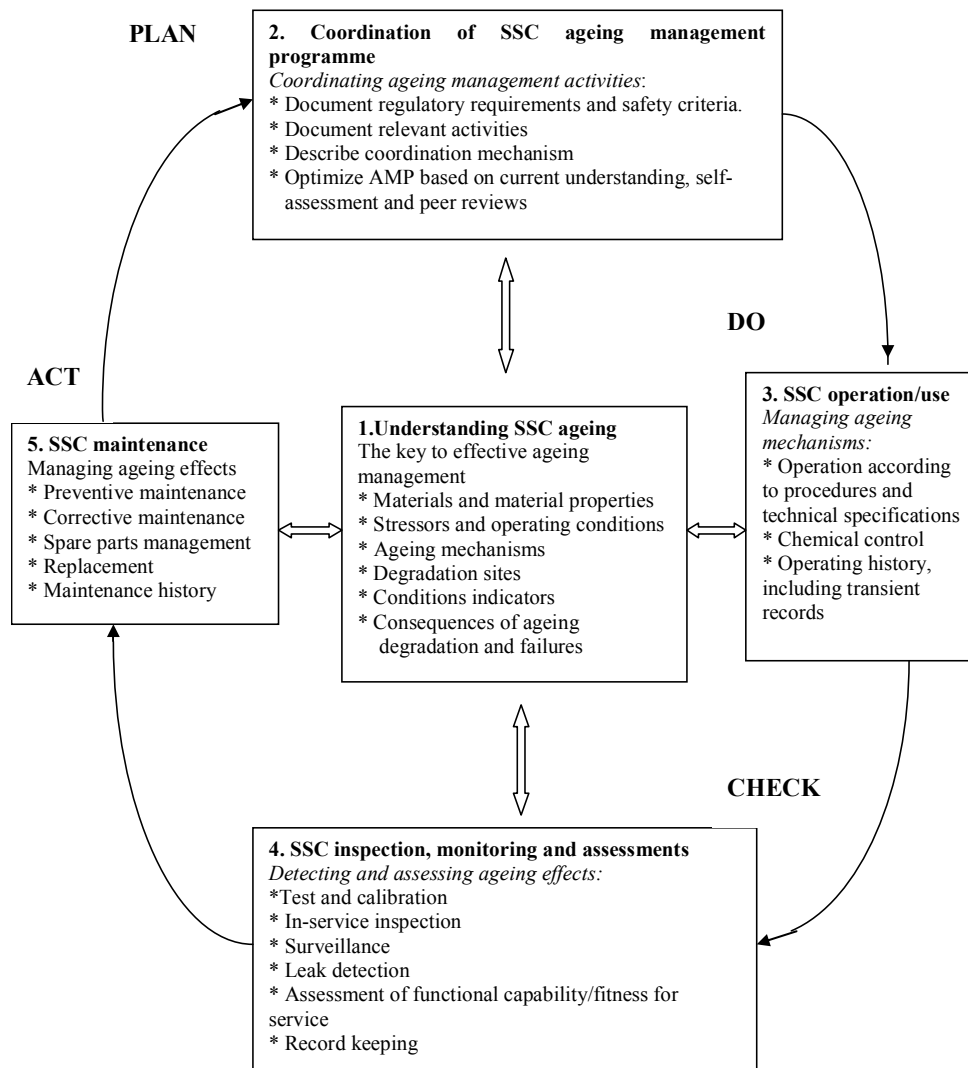 PLAN
2. Coordination of SSC ageing management
programme
Coordinating ageing management activities:
* Document regulatory requirements and safety criteria.
* Document relevant activities
* Describe coordination mechanism
* Optimize AMP based on current understanding, self-
assessment and peer reviews
DO
ACT
3. SSC operation/use
Managing ageing
mechanisms:
* Operation according
to procedures and
technical specifications
* Chemical control
* Operating history,
including transient
records
1.Understanding SSC ageing
The key to effective ageing
management
* Materials and material properties
* Stressors and operating conditions
* Ageing mechanisms
* Degradation sites
* Conditions indicators
* Consequences of ageing
degradation and failures
5. SSC maintenance
Managing ageing effects
* Preventive maintenance
* Corrective maintenance
* Spare parts management
* Replacement
* Maintenance history
CHECK
4. SSC inspection, monitoring and assessments
Detecting and assessing ageing effects:
*Test and calibration
* In-service inspection
* Surveillance
* Leak detection
* Assessment of functional capability/fitness for
service
* Record keeping